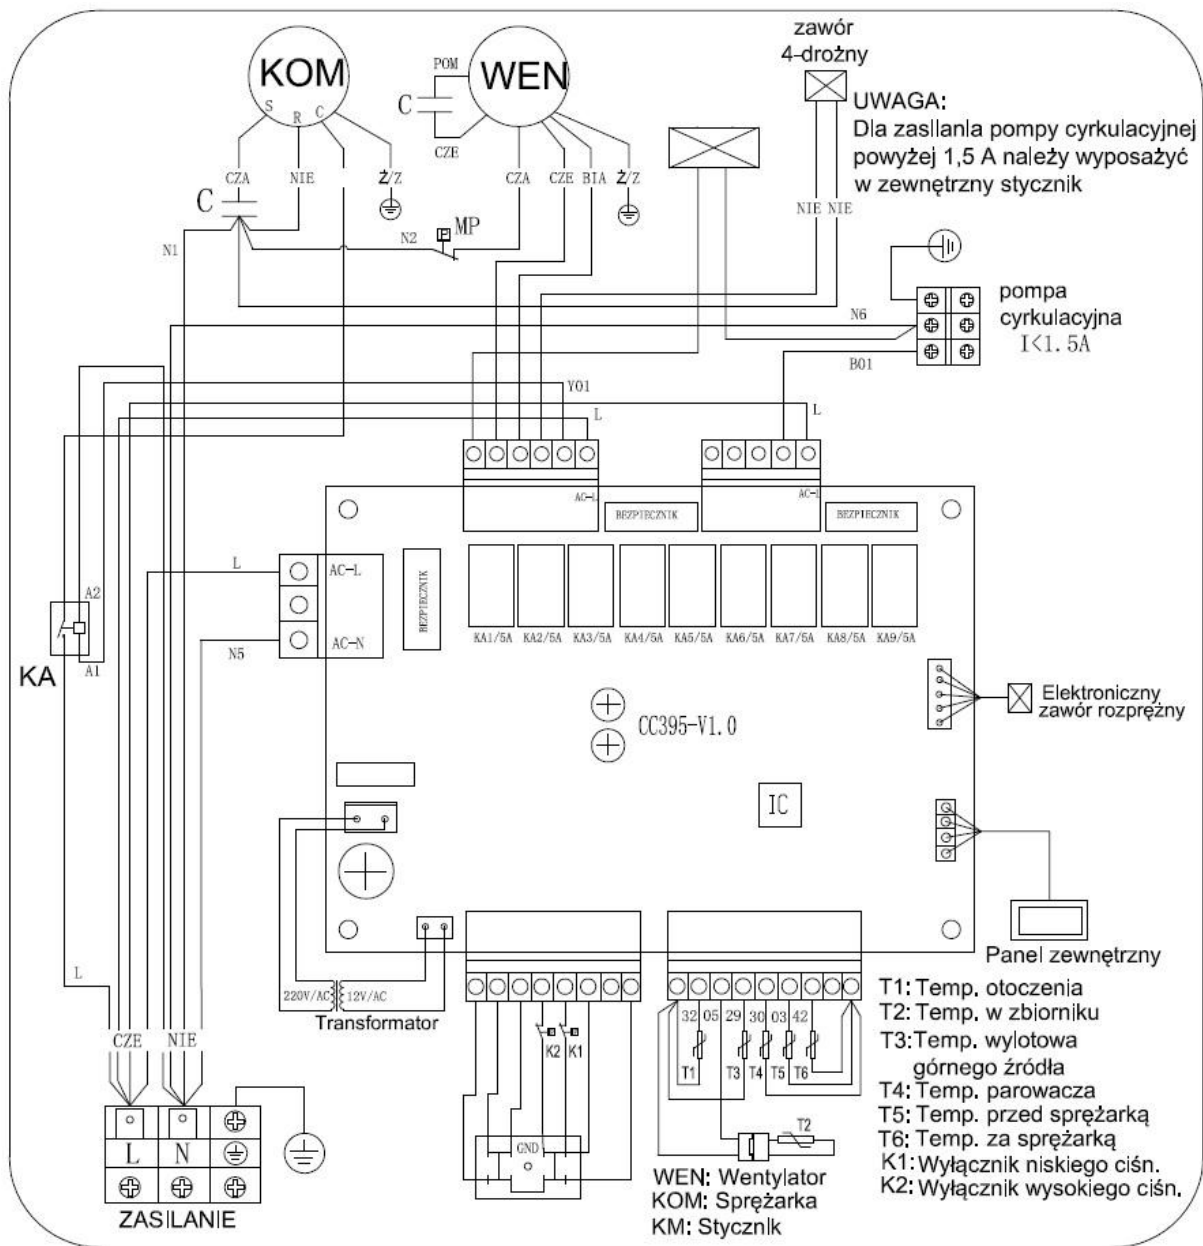 KOM
S
R
C
CZA
NIE
Ż/Z
C
N1
N2
MP
P
WEN
POM
C
CZE
CZA
CZE
BIA
Ż/Z
zawór
4-drożny
UWAGA:
Dla zasilania pompy cyrkulacyjnej
powyżej 1,5 A należy wyposażyć
w zewnętrzny stycznik
NIE NIE
pompa
cyrkulacyjna
I<1.5A
N6
B01
Y01
L
L
AC-L
AC-L
BEZPIECZNIK
BEZPIECZNIK
L
AC-L
AC-N
N5
BEZPIECZNIK
KA1/5A KA2/5A KA3/5A KA4/5A KA5/5A KA6/5A KA7/5A KA8/5A KA9/5A
A2
A1
KA
CC395-V1.0
IC
Elektroniczny
zawór rozprężny
Panel zewnętrzny
220V/AC
12V/AC
Transformator
L
CZE
NIE
L
N
ZASILANIE
K2
K1
GND
32
05
29
30
03
42
T1
T3
T4
T5
T6
T2
WEN: Wentylator
KOM: Sprężarka
KM: Stycznik
T1: Temp. otoczenia
T2: Temp. w zbiorniku
T3: Temp. wylotowa
górnego źródła
T4: Temp. parowacza
T5: Temp. przed sprężarką
T6: Temp. za sprężarką
K1: Wyłącznik niskiego ciśn.
K2: Wyłącznik wysokiego ciśn.